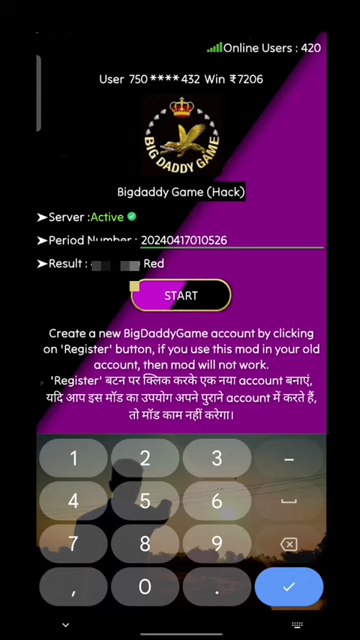 Online Users : 420
User 750****432 Win ₹7206
BIG DADDY GAME
Bigdaddy Game (Hack)
➤Server :Active
➤Period Number : 20240417010526
➤Result : Red
START
Create a new BigDaddyGame account by clicking
on 'Register' button, if you use this mod in your old
account, then mod will not work.
'Register' बटन पर क्लिक करके एक नया account बनाएं,
यदि आप इस मॉड का उपयोग अपने पुराने account में करते हैं,
तो मॉड काम नहीं करेगा।
1 2 3 –
4 5 6
7 8 9
, 0 .